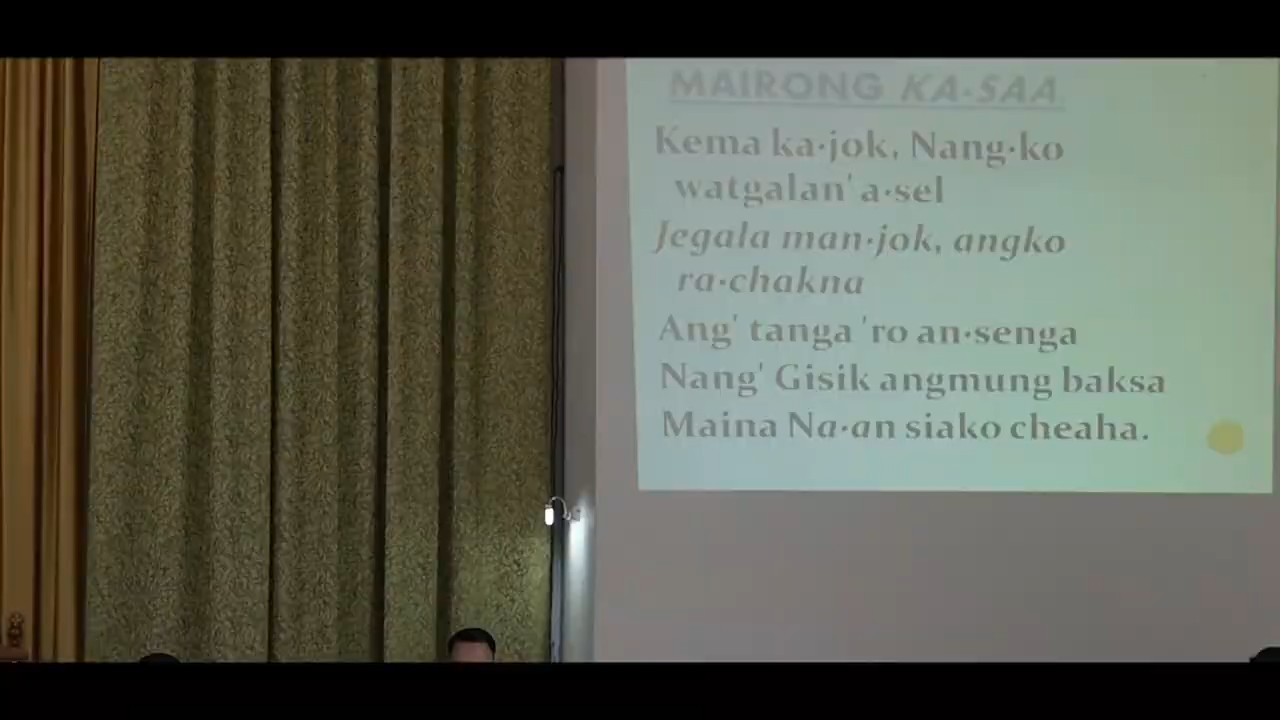 MAIRONG KA·SAA
Kema ka·jok, Nang·ko
watgalan' a·sel
Jegala man·jok, angko
ra·chakna
Ang' tanga 'ro an·senga
Nang' Gisik angmung baksa
Maina Na·an siako cheaha.